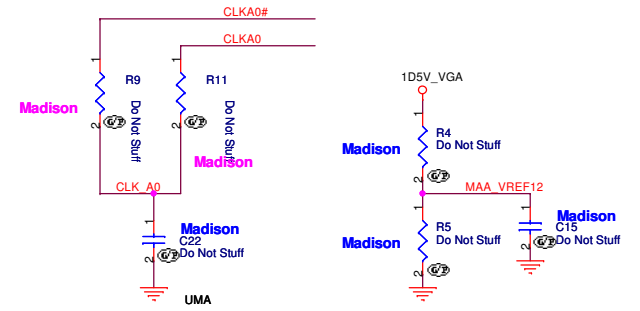 CLKA0#
CLKA0
1 1
R9 R11
Madison
Do Not Stuff
Do Not Stuff
2 G/P 2 G/P
Madison
CLK_A0
1
Madison
C22
Do Not Stuff
2 G/P
UMA
1D5V_VGA
1
R4
Do Not Stuff
Madison
2 G/P
MAA_VREF12
1
R5
Do Not Stuff
Madison
2 G/P
1
Madison
C15
Do Not Stuff
2 G/P